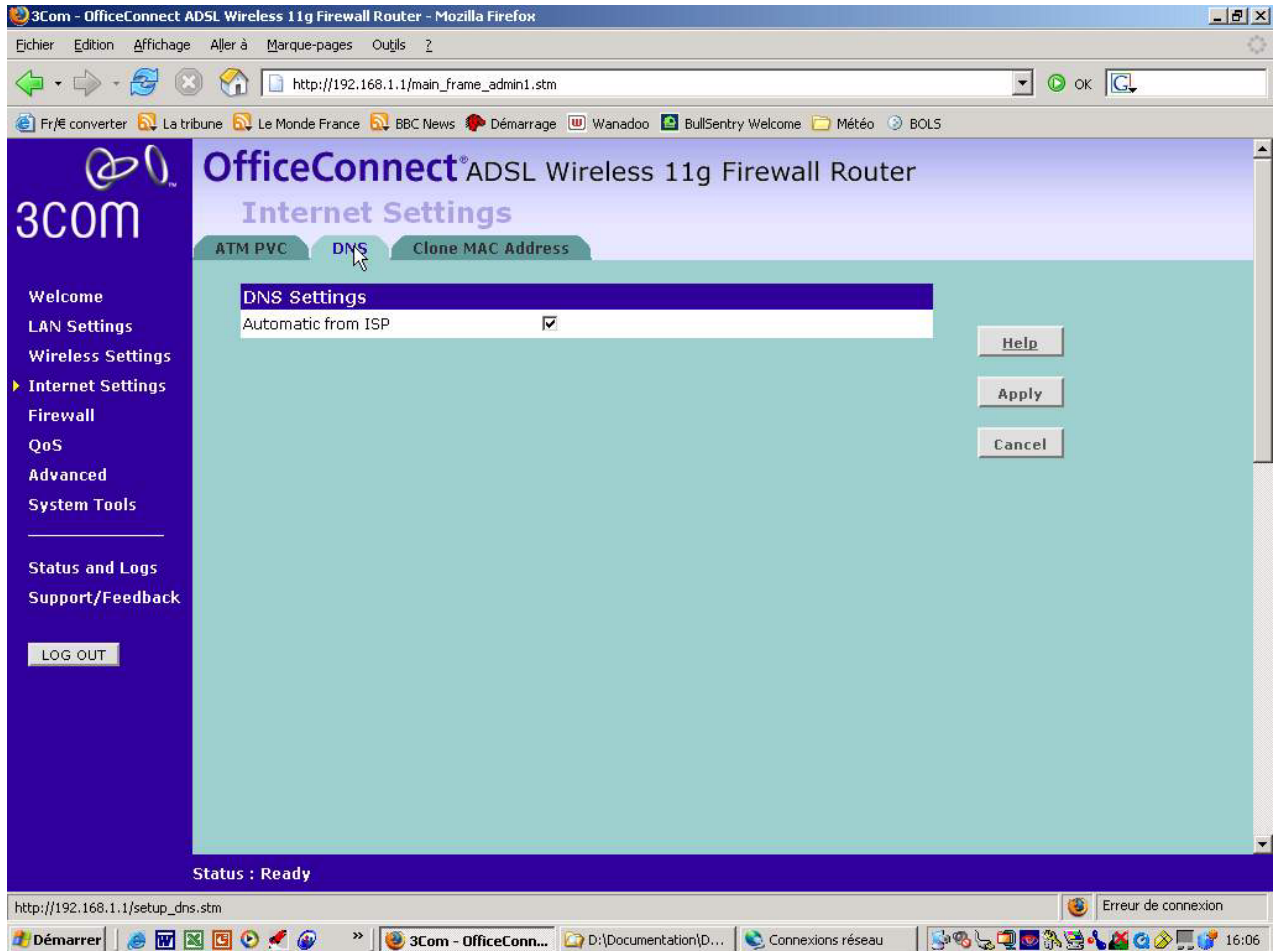 3Com - OfficeConnect ADSL Wireless 11g Firewall Router - Mozilla Firefox
Fichier Edition Affichage Aller à Marque-pages Outils ?
http://192.168.1.1/main_frame_admin1.stm OK G
Fr/€ converter La tribune Le Monde France BBC News Démarrage Wanadoo BullSentry Welcome Météo BOLS
3COM
TM
OfficeConnect® ADSL Wireless 11g Firewall Router
Internet Settings
ATM PVC DNS Clone MAC Address
Welcome
LAN Settings
Wireless Settings
Internet Settings
Firewall
QoS
Advanced
System Tools
Status and Logs
Support/Feedback
LOG OUT
DNS Settings
Automatic from ISP
Help
Apply
Cancel
Status : Ready
http://192.168.1.1/setup_dns.stm Erreur de connexion
Démarrer » 3Com - OfficeConn... D:\Documentation\D... Connexions réseau 16:06